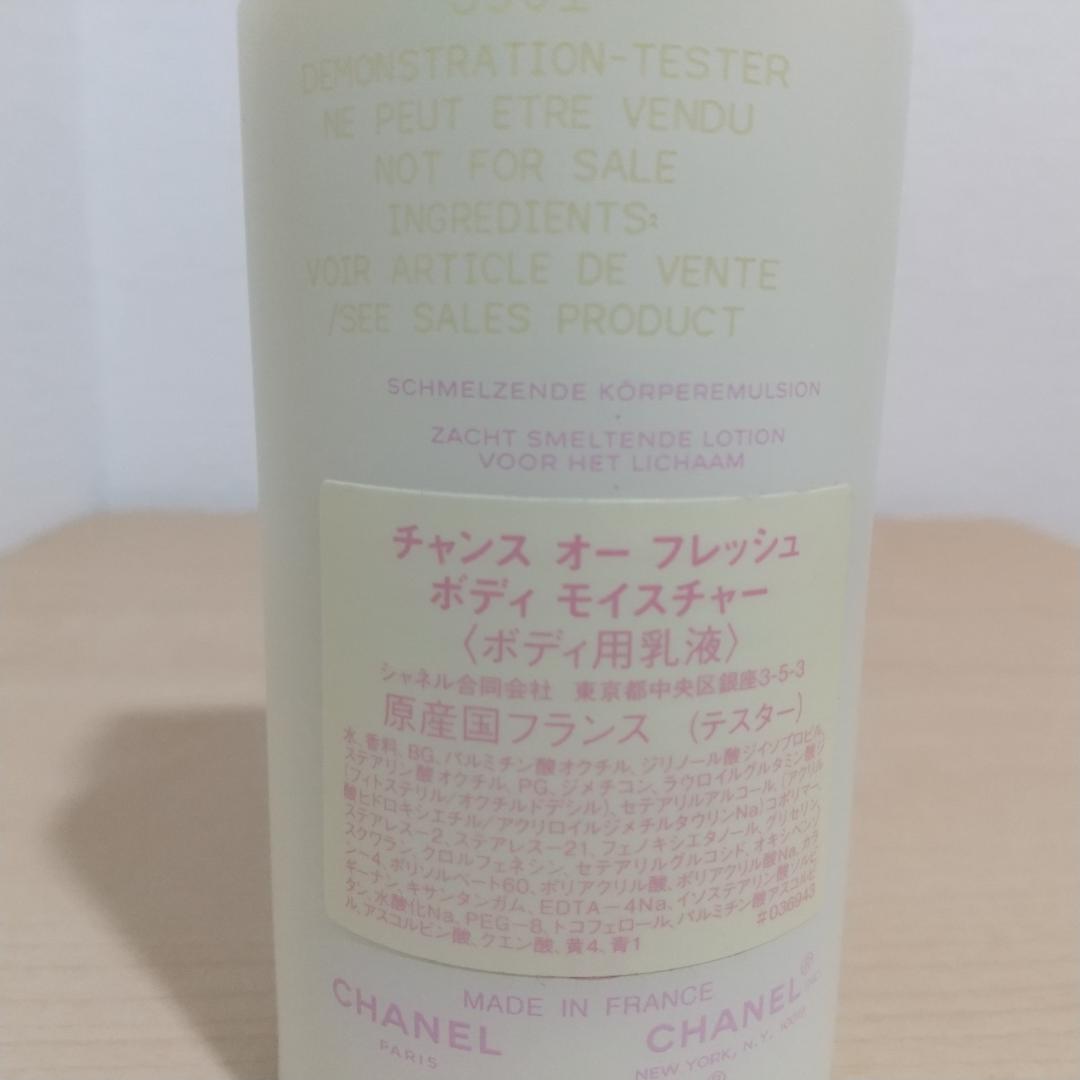 DEMONSTRATION-TESTER
NE PEUT ETRE VENDU
NOT FOR SALE
INGREDIENTS:
VOIR ARTICLE DE VENTE
/SEE SALES PRODUCT
SCHMELZENDE KÖRPEREMULSION
ZACHT SMELTENDE LOTION
VOOR HET LICHAAM
チャンス オー フレッシュ
ボディ モイスチャー
〈ボディ用乳液〉
シャネル合同会社 東京都中央区銀座3-5-3
原産国フランス (テスター)
水、香料、BG、パルミチン酸オクチル、ジリノール酸ジイソプロピル、
ステアリン酸オクチル、PG、ジメチコン、ラウロイルグルタミン酸ジ
(フィトステリル/オクチルドデシル)、セテアリルアルコール、(アクリル
酸ヒドロキシエチル/アクリロイルジメチルタウリンNa)コポリマー、
ステアレス-2、ステアレス-21、フェノキシエタノール、グリセリン、
スクワラン、クロルフェネシン、セテアリルグルコシド、オキシベンゾ
ン-4、ポリソルベート60、ポリアクリル酸、ポリアクリル酸Na、カラ
ギーナン、キサンタンガム、EDTA-4Na、イソステアリン酸ソルビ
タン、水酸化Na、PEG-8、トコフェロール、パルミチン酸アスコルビ
ル、アスコルビン酸、クエン酸、黄4、青1 #036943
MADE IN FRANCE
CHANEL CHANEL®
PARIS NEW YORK, N.Y.